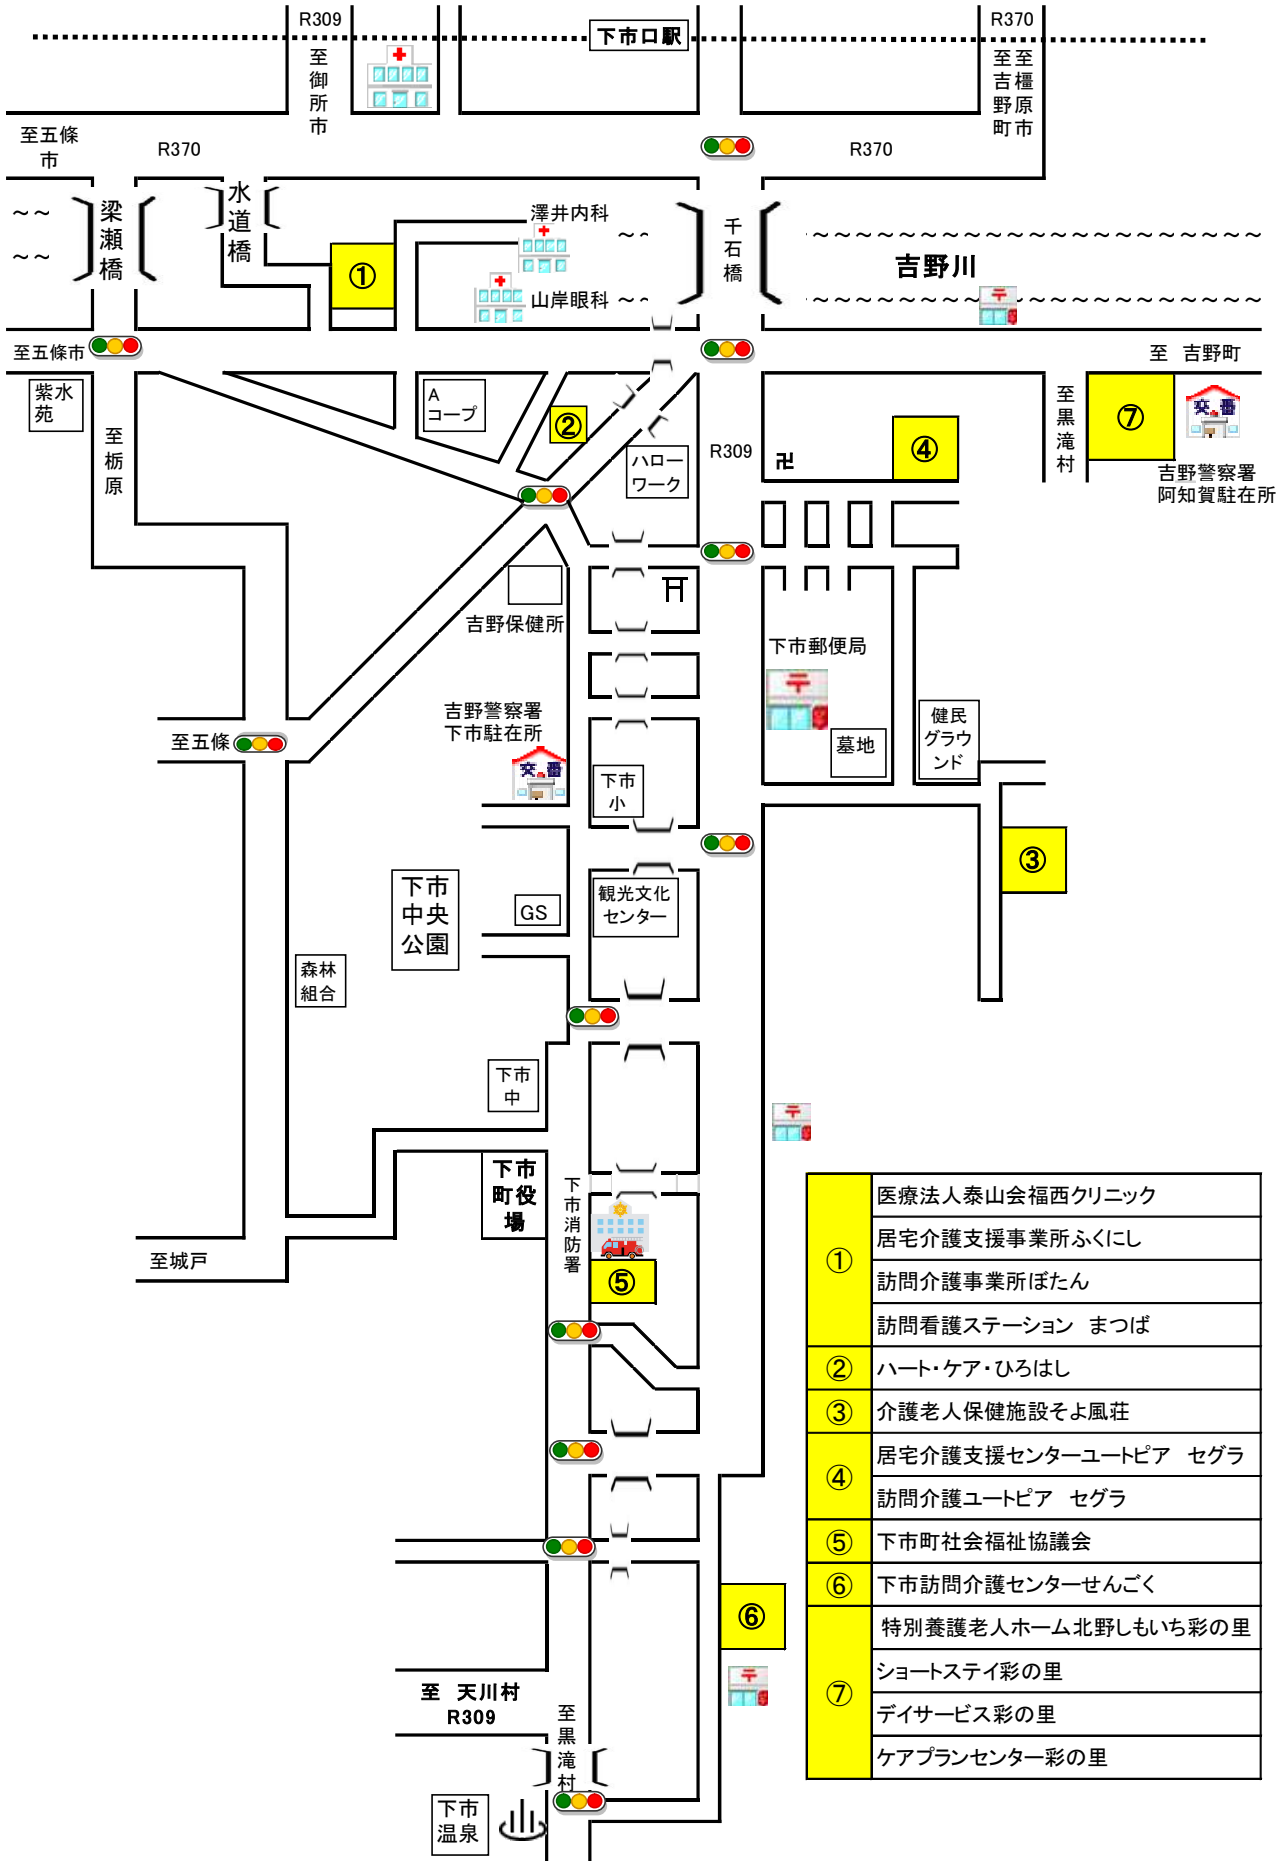 R309
R370
下市口駅
至御所市
至吉野町
至橿原市
至五條
市
R370
R370
梁瀬橋
水道橋
澤井内科
千石橋
~~
~~
~~
吉野川
①
山岸眼科
~~
至五條市
至 吉野町
紫水
苑
A
コープ
②
至栃原
ハロー
ワーク
R309
卍
④
至黒滝村
⑦
交番
吉野警察署
阿知賀駐在所
吉野保健所
下市郵便局
吉野警察署
下市駐在所
交番
至五條
下市
小
墓地
健民
グラウ
ンド
③
下市
中央
公園
GS
観光文化
センター
森林
組合
下市
中
下市
町役
場
下市消防署
⑤
至城戸
⑥
至 天川村
R309
至黒滝村
下市
温泉
①
医療法人泰山会福西クリニック
居宅介護支援事業所ふくにし
訪問介護事業所ぼたん
訪問看護ステーション まつば
②
ハート・ケア・ひろはし
③
介護老人保健施設そよ風荘
④
居宅介護支援センターユートピア セグラ
訪問介護ユートピア セグラ
⑤
下市町社会福祉協議会
⑥
下市訪問介護センターせんごく
⑦
特別養護老人ホーム北野しもいち彩の里
ショートステイ彩の里
デイサービス彩の里
ケアプランセンター彩の里